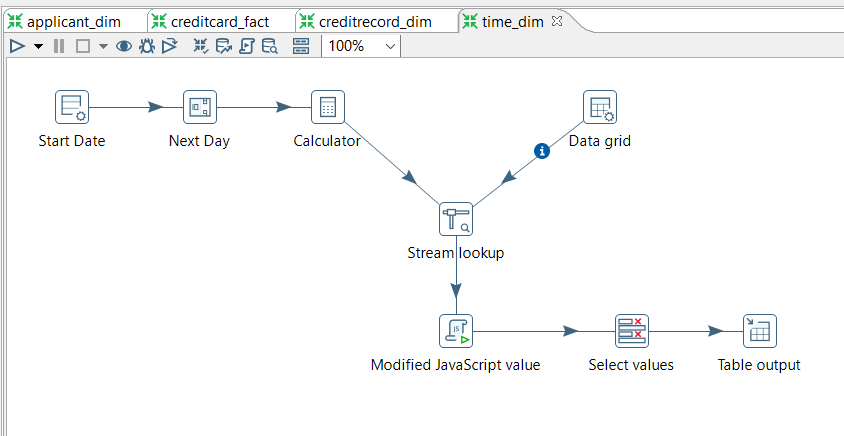 applicant_dim
creditcard_fact
creditrecord_dim
time_dim
100%
Start Date
Next Day
Calculator
Data grid
Stream lookup
JS
Modified JavaScript value
Select values
Table output